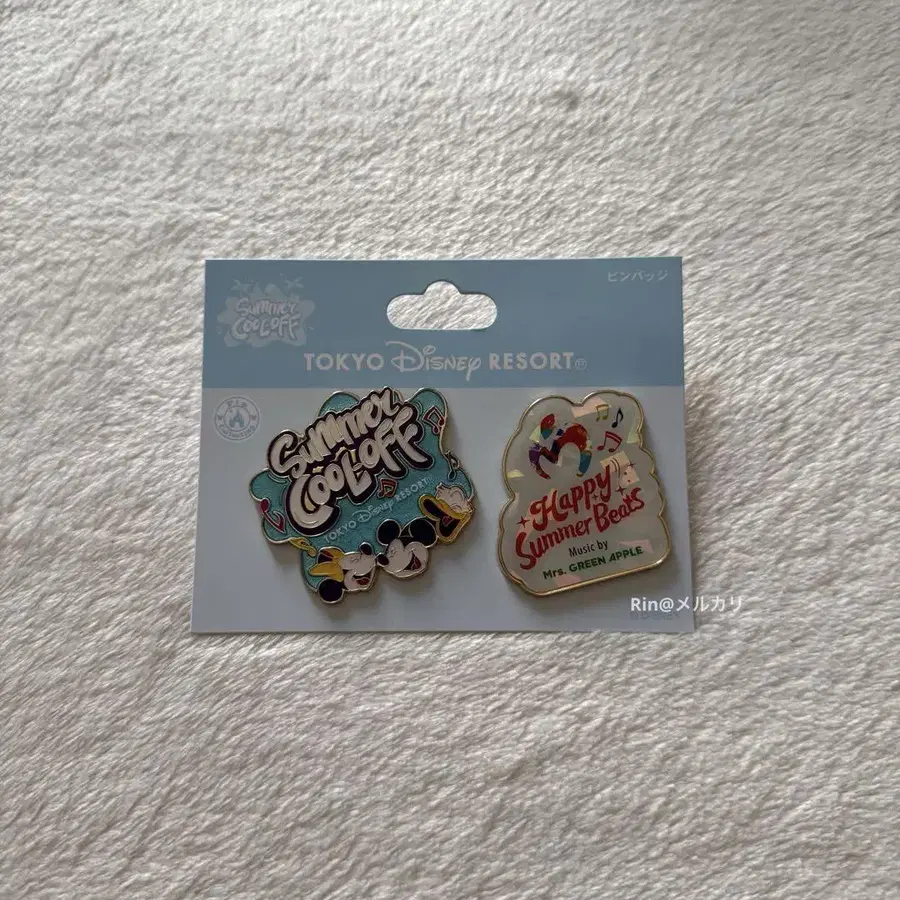 ピンバッジ
Summer
COOL-OFF
TOKYO Disney RESORT®
Summer
COOL-OFF
TOKYO Disney RESORT
Happy
Summer Beats
Music by
Mrs. GREEN APPLE
Rin@メルカリ